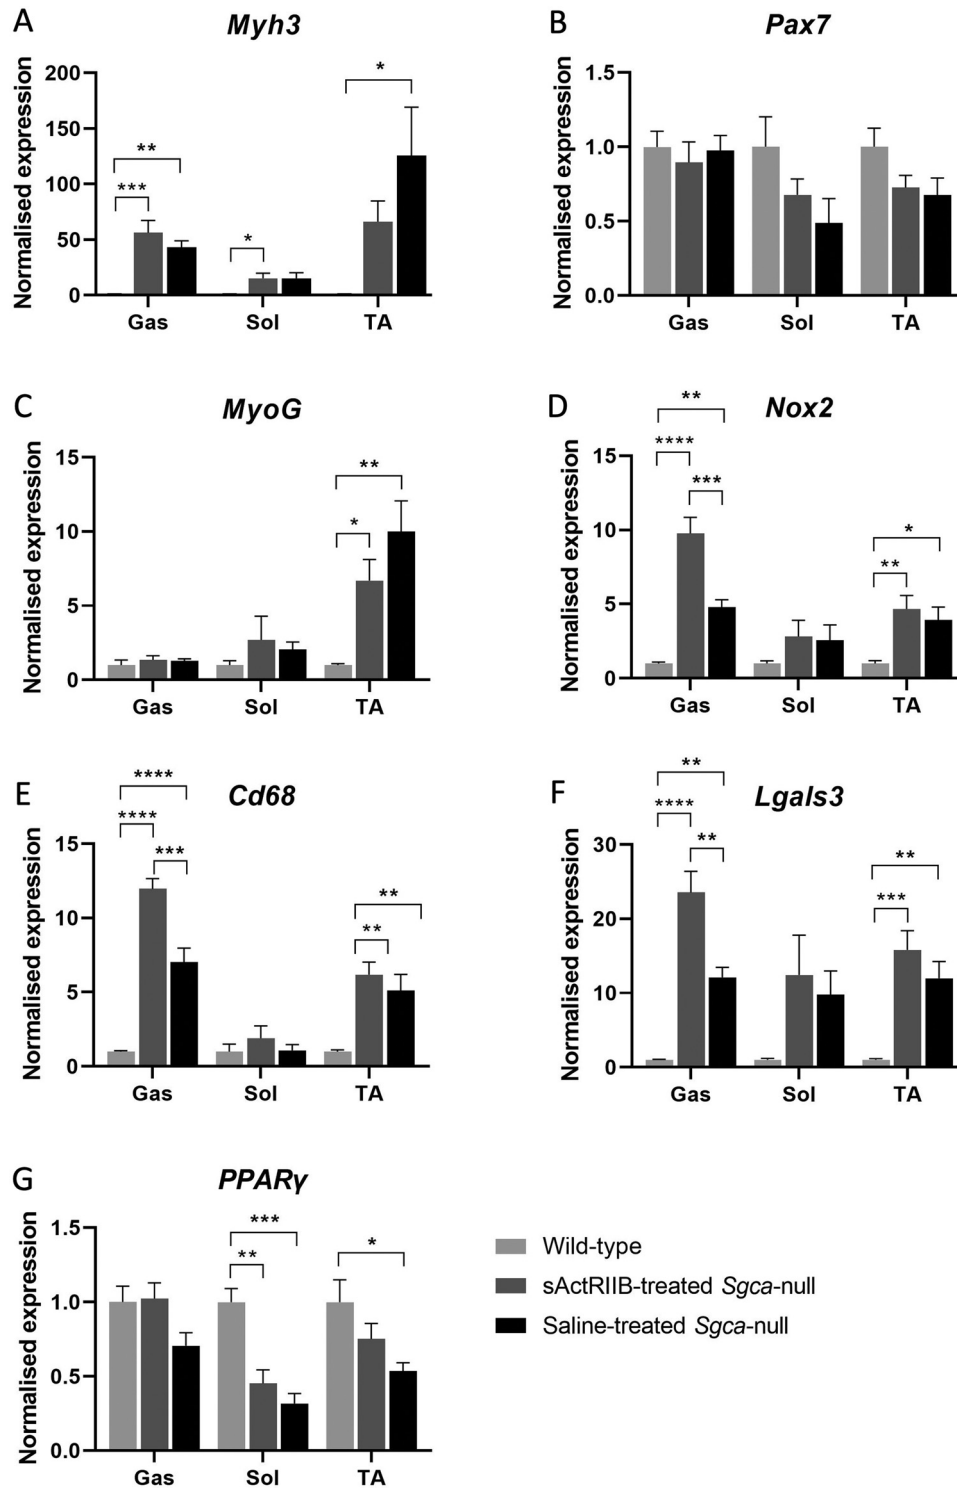 A
Myh3
Normalised expression
200
150
100
50
0
***
**
*
*
Gas Sol TA
B
Pax7
Normalised expression
1.5
1.0
0.5
0.0
Gas Sol TA
C
MyoG
Normalised expression
15
10
5
0
*
**
Gas Sol TA
D
Nox2
Normalised expression
15
10
5
0
**
****
***
*
**
Gas Sol TA
E
Cd68
Normalised expression
15
10
5
0
****
****
***
**
**
Gas Sol TA
F
Lgals3
Normalised expression
30
20
10
0
**
****
**
**
***
Gas Sol TA
G
PPARγ
Normalised expression
1.5
1.0
0.5
0.0
***
**
*
Gas Sol TA
Wild-type
sActRIIB-treated Sgca-null
Saline-treated Sgca-null